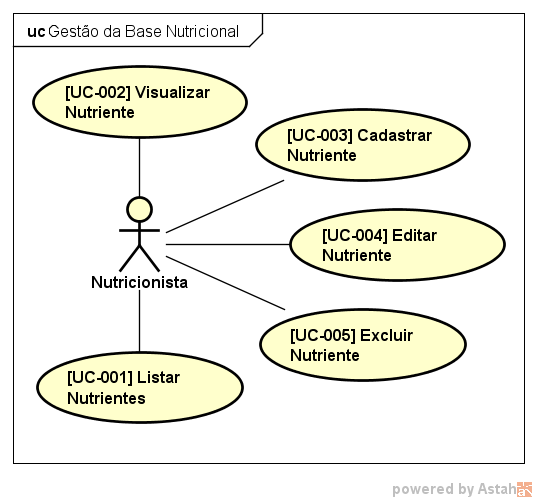 uc Gestão da Base Nutricional
[UC-002] Visualizar
Nutriente
[UC-003] Cadastrar
Nutriente
[UC-004] Editar
Nutriente
Nutricionista
[UC-005] Excluir
Nutriente
[UC-001] Listar
Nutrientes
powered by Astah